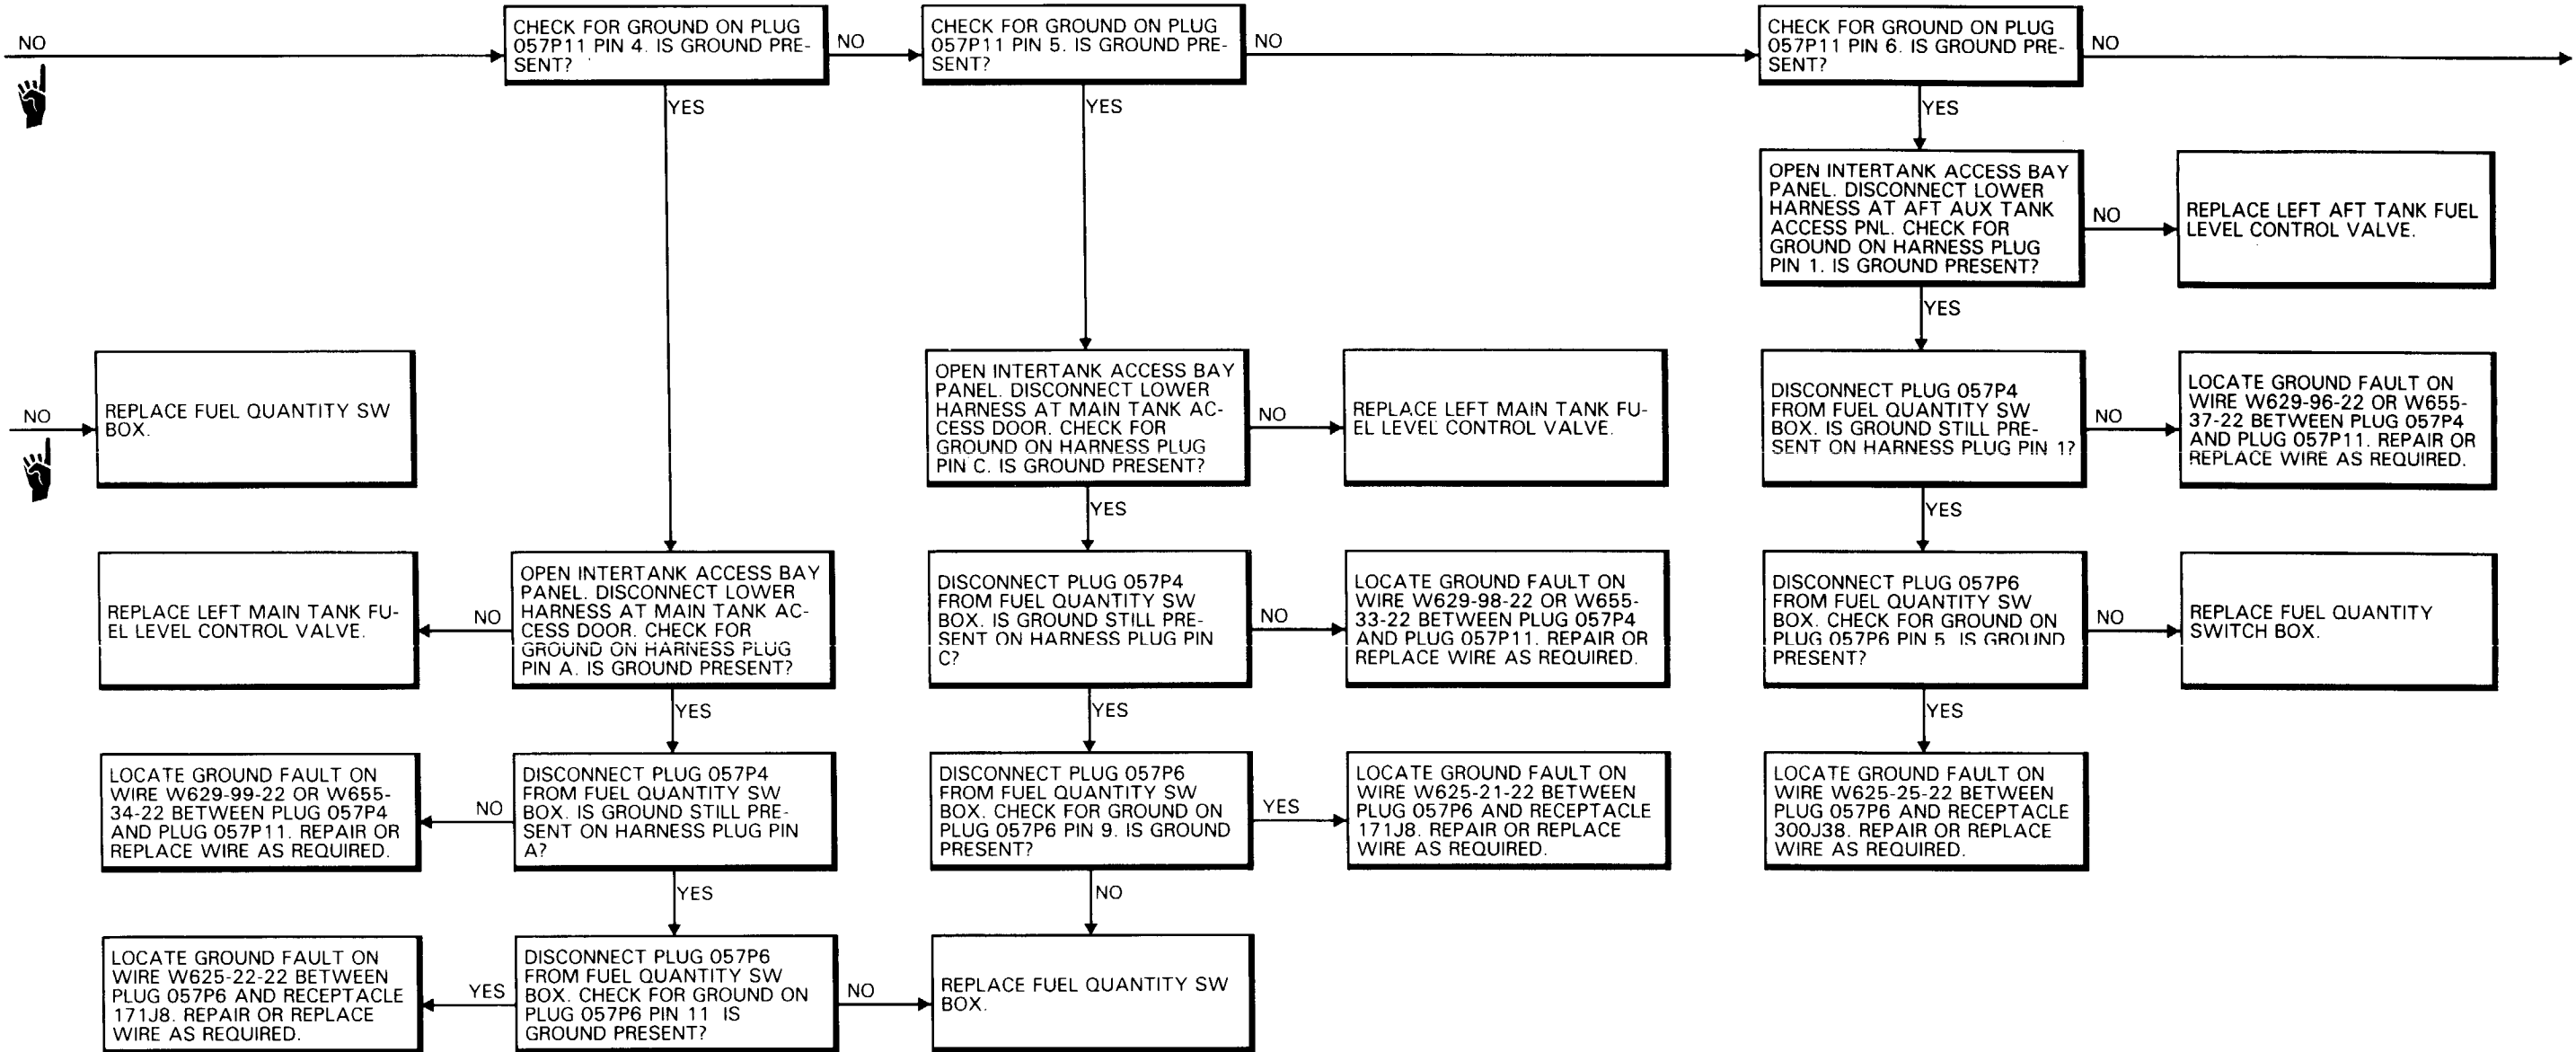 NO
CHECK FOR GROUND ON PLUG
057P11 PIN 4. IS GROUND PRE-
SENT?
NO
CHECK FOR GROUND ON PLUG
057P11 PIN 5. IS GROUND PRE-
SENT?
NO
CHECK FOR GROUND ON PLUG
057P11 PIN 6. IS GROUND PRE-
SENT?
NO
YES
YES
YES
OPEN INTERTANK ACCESS BAY
PANEL. DISCONNECT LOWER
HARNESS AT AFT AUX TANK
ACCESS PNL. CHECK FOR
GROUND ON HARNESS PLUG
PIN 1. IS GROUND PRESENT?
NO
REPLACE LEFT AFT TANK FUEL
LEVEL CONTROL VALVE.
YES
NO
REPLACE FUEL QUANTITY SW
BOX.
OPEN INTERTANK ACCESS BAY
PANEL. DISCONNECT LOWER
HARNESS AT MAIN TANK AC-
CESS DOOR. CHECK FOR
GROUND ON HARNESS PLUG
PIN C. IS GROUND PRESENT?
NO
REPLACE LEFT MAIN TANK FU-
EL LEVEL CONTROL VALVE.
DISCONNECT PLUG 057P4
FROM FUEL QUANTITY SW
BOX. IS GROUND STILL PRE-
SENT ON HARNESS PLUG PIN 1?
NO
LOCATE GROUND FAULT ON
WIRE W629-96-22 OR W655-
37-22 BETWEEN PLUG 057P4
AND PLUG 057P11. REPAIR OR
REPLACE WIRE AS REQUIRED.
YES
YES
REPLACE LEFT MAIN TANK FU-
EL LEVEL CONTROL VALVE.
NO
OPEN INTERTANK ACCESS BAY
PANEL. DISCONNECT LOWER
HARNESS AT MAIN TANK AC-
CESS DOOR. CHECK FOR
GROUND ON HARNESS PLUG
PIN A. IS GROUND PRESENT?
DISCONNECT PLUG 057P4
FROM FUEL QUANTITY SW
BOX. IS GROUND STILL PRE-
SENT ON HARNESS PLUG PIN
C?
NO
LOCATE GROUND FAULT ON
WIRE W629-98-22 OR W655-
33-22 BETWEEN PLUG 057P4
AND PLUG 057P11. REPAIR OR
REPLACE WIRE AS REQUIRED.
DISCONNECT PLUG 057P6
FROM FUEL QUANTITY SW
BOX. CHECK FOR GROUND ON
PLUG 057P6 PIN 5. IS GROUND
PRESENT?
NO
REPLACE FUEL QUANTITY
SWITCH BOX.
YES
YES
YES
LOCATE GROUND FAULT ON
WIRE W629-99-22 OR W655-
34-22 BETWEEN PLUG 057P4
AND PLUG 057P11. REPAIR OR
REPLACE WIRE AS REQUIRED.
NO
DISCONNECT PLUG 057P4
FROM FUEL QUANTITY SW
BOX. IS GROUND STILL PRE-
SENT ON HARNESS PLUG PIN
A?
DISCONNECT PLUG 057P6
FROM FUEL QUANTITY SW
BOX. CHECK FOR GROUND ON
PLUG 057P6 PIN 9. IS GROUND
PRESENT?
YES
LOCATE GROUND FAULT ON
WIRE W625-21-22 BETWEEN
PLUG 057P6 AND RECEPTACLE
171J8. REPAIR OR REPLACE
WIRE AS REQUIRED.
LOCATE GROUND FAULT ON
WIRE W625-25-22 BETWEEN
PLUG 057P6 AND RECEPTACLE
300J38. REPAIR OR REPLACE
WIRE AS REQUIRED.
YES
NO
LOCATE GROUND FAULT ON
WIRE W625-22-22 BETWEEN
PLUG 057P6 AND RECEPTACLE
171J8. REPAIR OR REPLACE
WIRE AS REQUIRED.
YES
DISCONNECT PLUG 057P6
FROM FUEL QUANTITY SW
BOX. CHECK FOR GROUND ON
PLUG 057P6 PIN 11 IS
GROUND PRESENT?
NO
REPLACE FUEL QUANTITY SW
BOX.